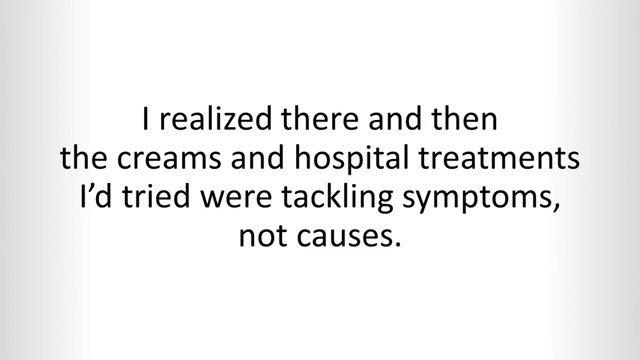 I realized there and then
the creams and hospital treatments
I’d tried were tackling symptoms,
not causes.